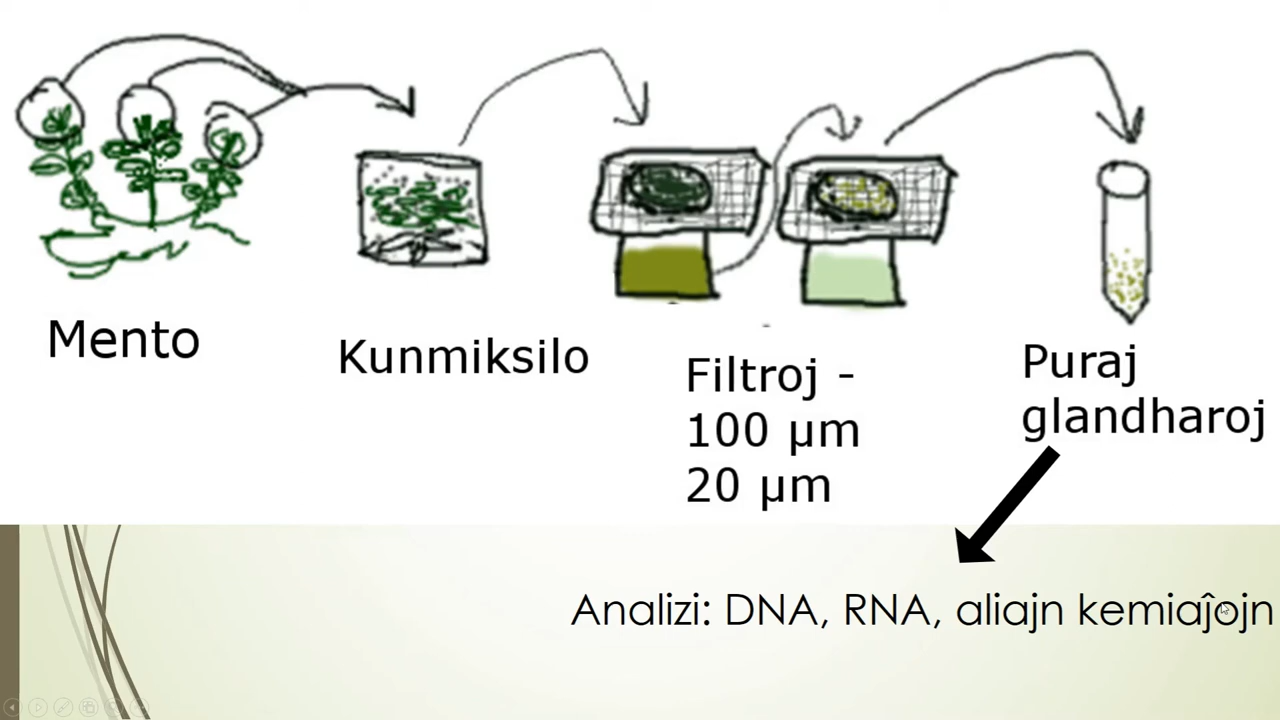 Mento
Kunmiksilo
Filtroj -
100 µm
20 µm
Puraj
glandharoj
Analizi: DNA, RNA, aliajn kemiaĵojn